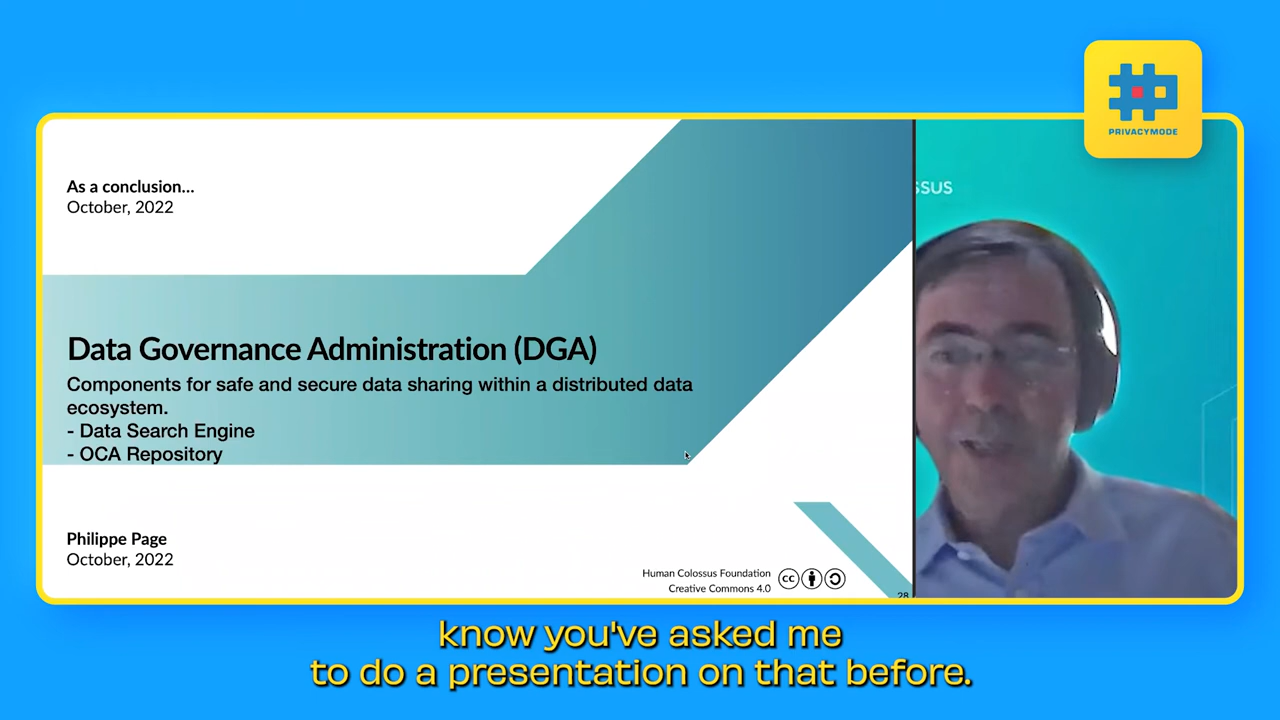 PRIVACYMODE
As a conclusion...
October, 2022
Data Governance Administration (DGA)
Components for safe and secure data sharing within a distributed data
ecosystem.
- Data Search Engine
- OCA Repository
Philippe Page
October, 2022
Human Colossus Foundation
Creative Commons 4.0
cc
28
SSUS
know you've asked me
to do a presentation on that before.